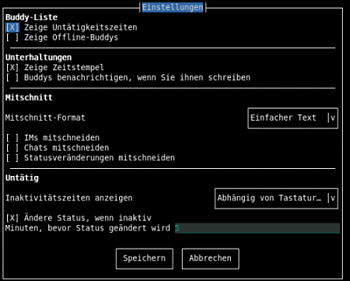 Einstellungen
Buddy-Liste
[X] Zeige Untätigkeitszeiten
[ ] Zeige Offline-Buddys
Unterhaltungen
[X] Zeige Zeitstempel
[ ] Buddys benachrichtigen, wenn Sie ihnen schreiben
Mitschnitt
Mitschnitt-Format Einfacher Text |v
[ ] IMs mitschneiden
[ ] Chats mitschneiden
[ ] Statusveränderungen mitschneiden
Untätig
Inaktivitätszeiten anzeigen Abhängig von Tastatur… |v
[X] Ändere Status, wenn inaktiv
Minuten, bevor Status geändert wird 5
Speichern Abbrechen